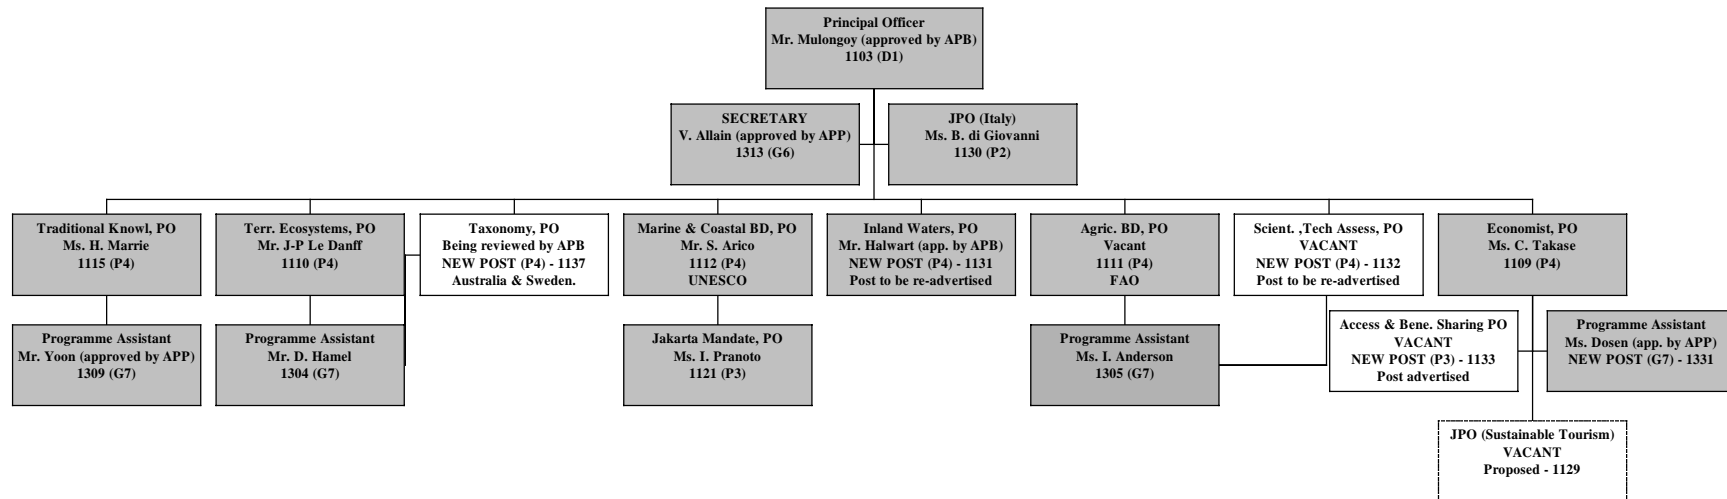 Principal Officer
Mr. Mulongoy (approved by APB)
1103 (D1)
SECRETARY
V. Allain (approved by APP)
1313 (G6)
JPO (Italy)
Ms. B. di Giovanni
1130 (P2)
Traditional Knowl, PO
Ms. H. Marrie
1115 (P4)
Terr. Ecosystems, PO
Mr. J-P Le Danff
1110 (P4)
Taxonomy, PO
Being reviewed by APB
NEW POST (P4) - 1137
Australia & Sweden.
Marine & Coastal BD, PO
Mr. S. Arico
1112 (P4)
UNESCO
Inland Waters, PO
Mr. Halwart (app. by APB)
NEW POST (P4) - 1131
Post to be re-advertised
Agric. BD, PO
Vacant
1111 (P4)
FAO
Scient. ,Tech Assess, PO
VACANT
NEW POST (P4) - 1132
Post to be re-advertised
Economist, PO
Ms. C. Takase
1109 (P4)
Programme Assistant
Mr. Yoon (approved by APP)
1309 (G7)
Programme Assistant
Mr. D. Hamel
1304 (G7)
Jakarta Mandate, PO
Ms. I. Pranoto
1121 (P3)
Programme Assistant
Ms. I. Anderson
1305 (G7)
Access & Bene. Sharing PO
VACANT
NEW POST (P3) - 1133
Post advertised
Programme Assistant
Ms. Dosen (app. by APP)
NEW POST (G7) - 1331
JPO (Sustainable Tourism)
VACANT
Proposed - 1129